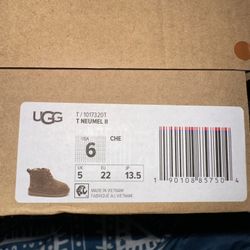 UGG
T / 1017320T
T NEUMEL II
USA
6
CHE
UK
5
EU
22
JP
13.5
MADE IN VIETNAM
FABRIQUÉ AU VIETNAM
190108857504